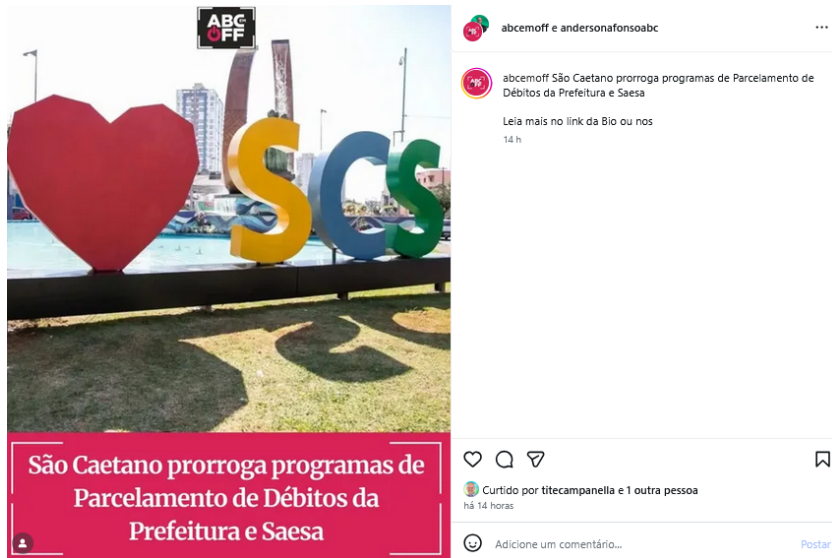 ABC
EM
OFF
SCS
São Caetano prorroga programas de
Parcelamento de Débitos da
Prefeitura e Saesa
abcemoff e andersonafonsoabc
abcemoff São Caetano prorroga programas de Parcelamento de
Débitos da Prefeitura e Saesa
Leia mais no link da Bio ou nos
14 h
Curtido por titecampanella e 1 outra pessoa
há 14 horas
Adicione um comentário...
Postar